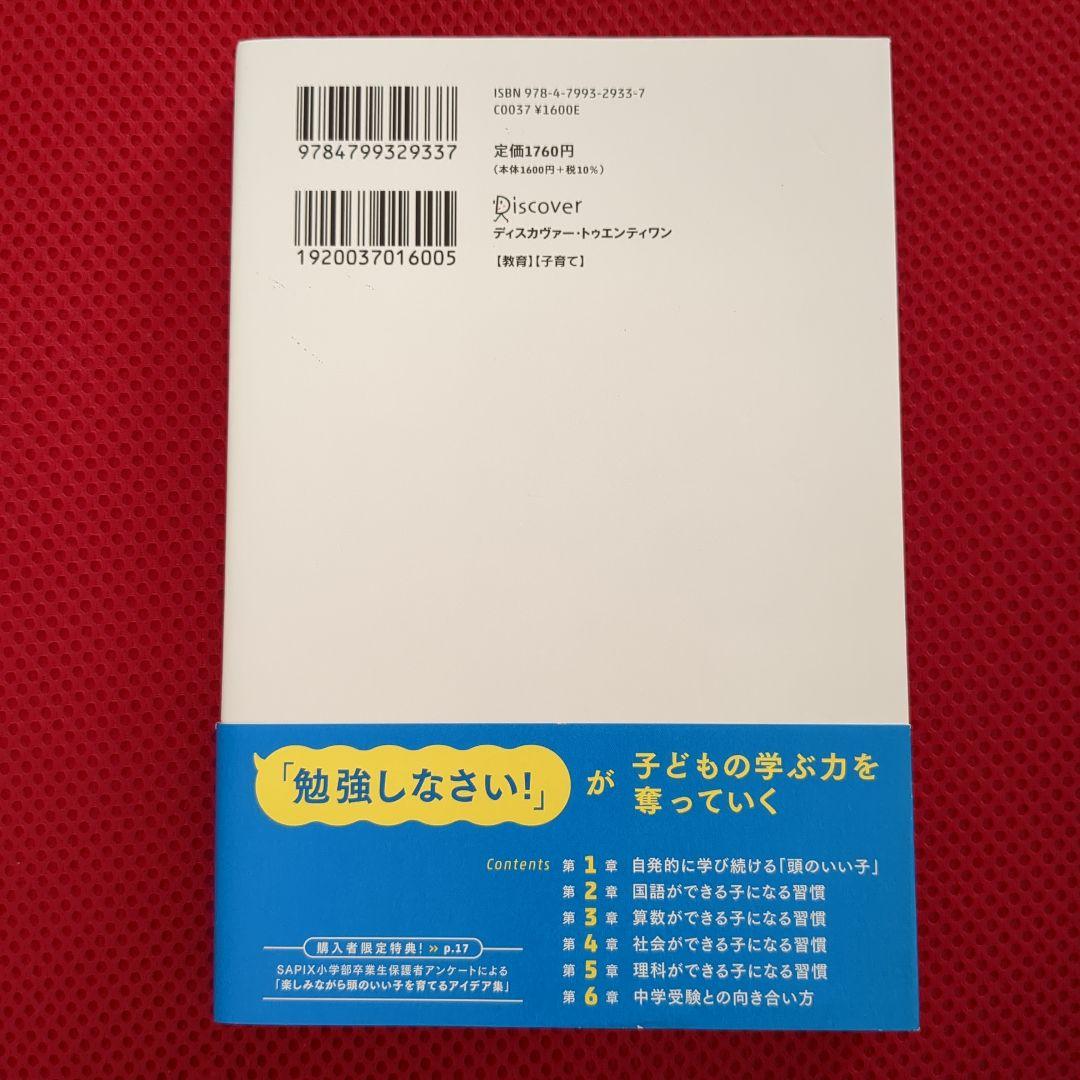 ISBN 978-4-7993-2933-7
C0037 ¥1600E
9784799329337
定価1760円
(本体1600円+税10%)
Discover
ディスカヴァー・トゥエンティワン
1920037016005
【教育】【子育て】
「勉強しなさい!」が子どもの学ぶ力を
奪っていく
Contents 第1章 自発的に学び続ける「頭のいい子」
第2章 国語ができる子になる習慣
第3章 算数ができる子になる習慣
第4章 社会ができる子になる習慣
第5章 理科ができる子になる習慣
第6章 中学受験との向き合い方
購入者限定特典! >> p.17
SAPIX小学部卒業生保護者アンケートによる
「楽しみながら頭のいい子を育てるアイデア集」